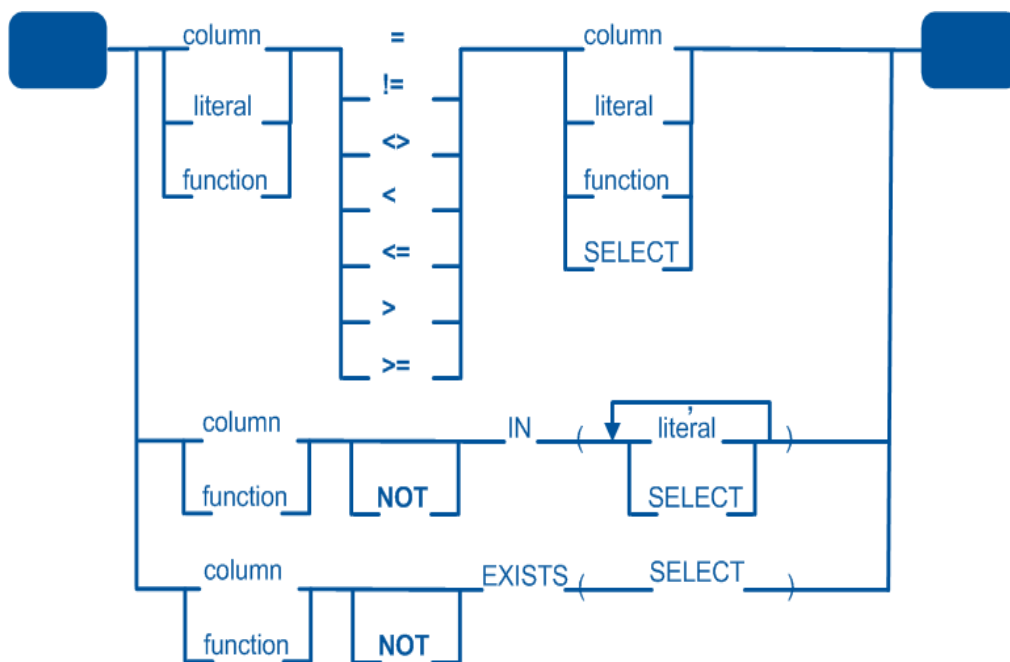 column = column
!=
literal literal
<>
function < function
<= SELECT
>
>=
,
column IN ( literal )
function NOT SELECT
column EXISTS ( SELECT )
function NOT